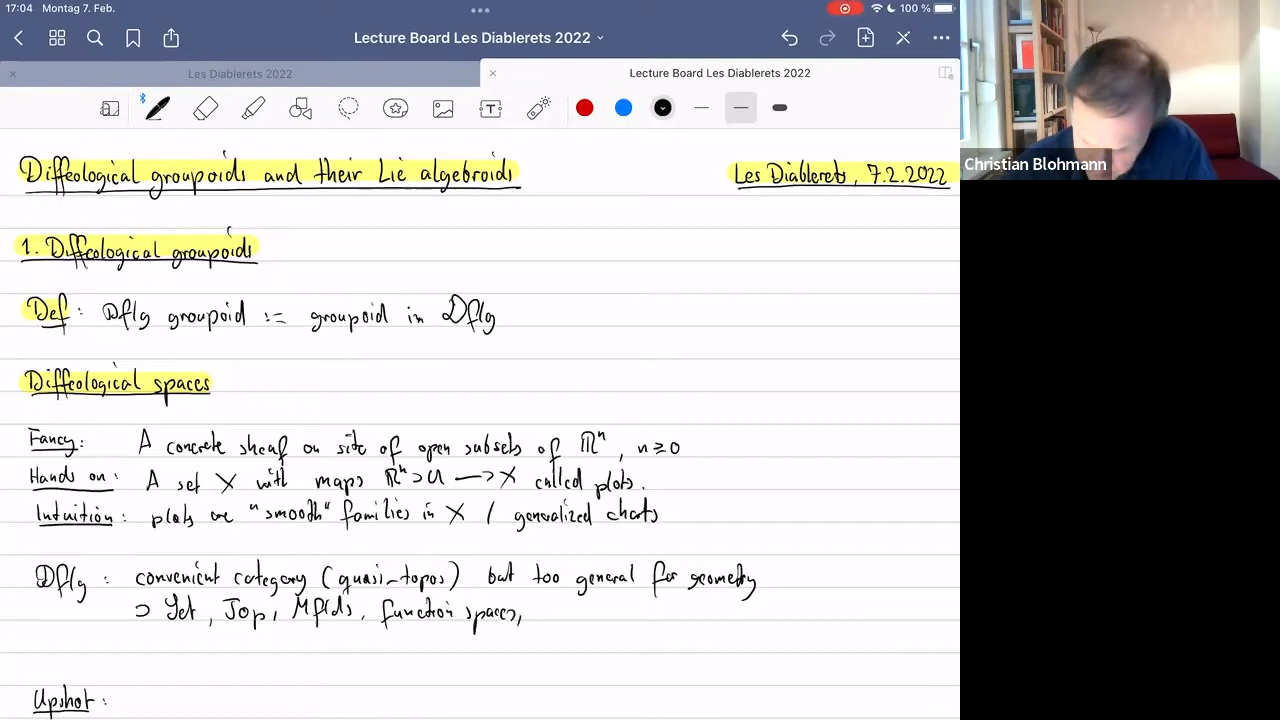 17:04 Montag 7. Feb.
100 %
Lecture Board Les Diablerets 2022
Les Diablerets 2022
Lecture Board Les Diablerets 2022
Christian Blohmann
Diffeological groupoids and their Lie algebroids
Les Diablerets, 7.2.2022
1. Diffeological groupoids
Def: Dflg groupoid := groupoid in Dflg
Diffeological spaces
Fancy: A concrete sheaf on site of open subsets of ℝⁿ, n≥0
Hands on: A set X with maps ℝⁿ ⊃ U → X called plots.
Intuition: plots are "smooth" families in X / generalized charts
Dflg: convenient category (quasi-topos) but too general for geometry
⊃ Set, Top, Mflds, function spaces,
Upshot: